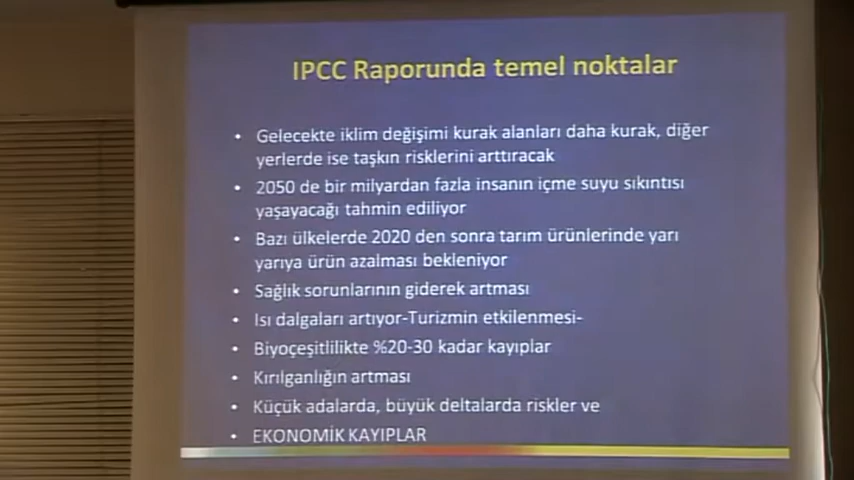 IPCC Raporunda temel noktalar
• Gelecekte iklim değişimi kurak alanları daha kurak, diğer
yerlerde ise taşkın risklerini arttıracak
• 2050 de bir milyardan fazla insanın içme suyu sıkıntısı
yaşayacağı tahmin ediliyor
• Bazı ülkelerde 2020 den sonra tarım ürünlerinde yarı
yarıya ürün azalması bekleniyor
• Sağlık sorunlarının giderek artması
• Isı dalgaları artıyor-Turizmin etkilenmesi-
• Biyoçeşitlilikte %20-30 kadar kayıplar
• Kırılganlığın artması
• Küçük adalarda, büyük deltalarda riskler ve
• EKONOMİK KAYIPLAR